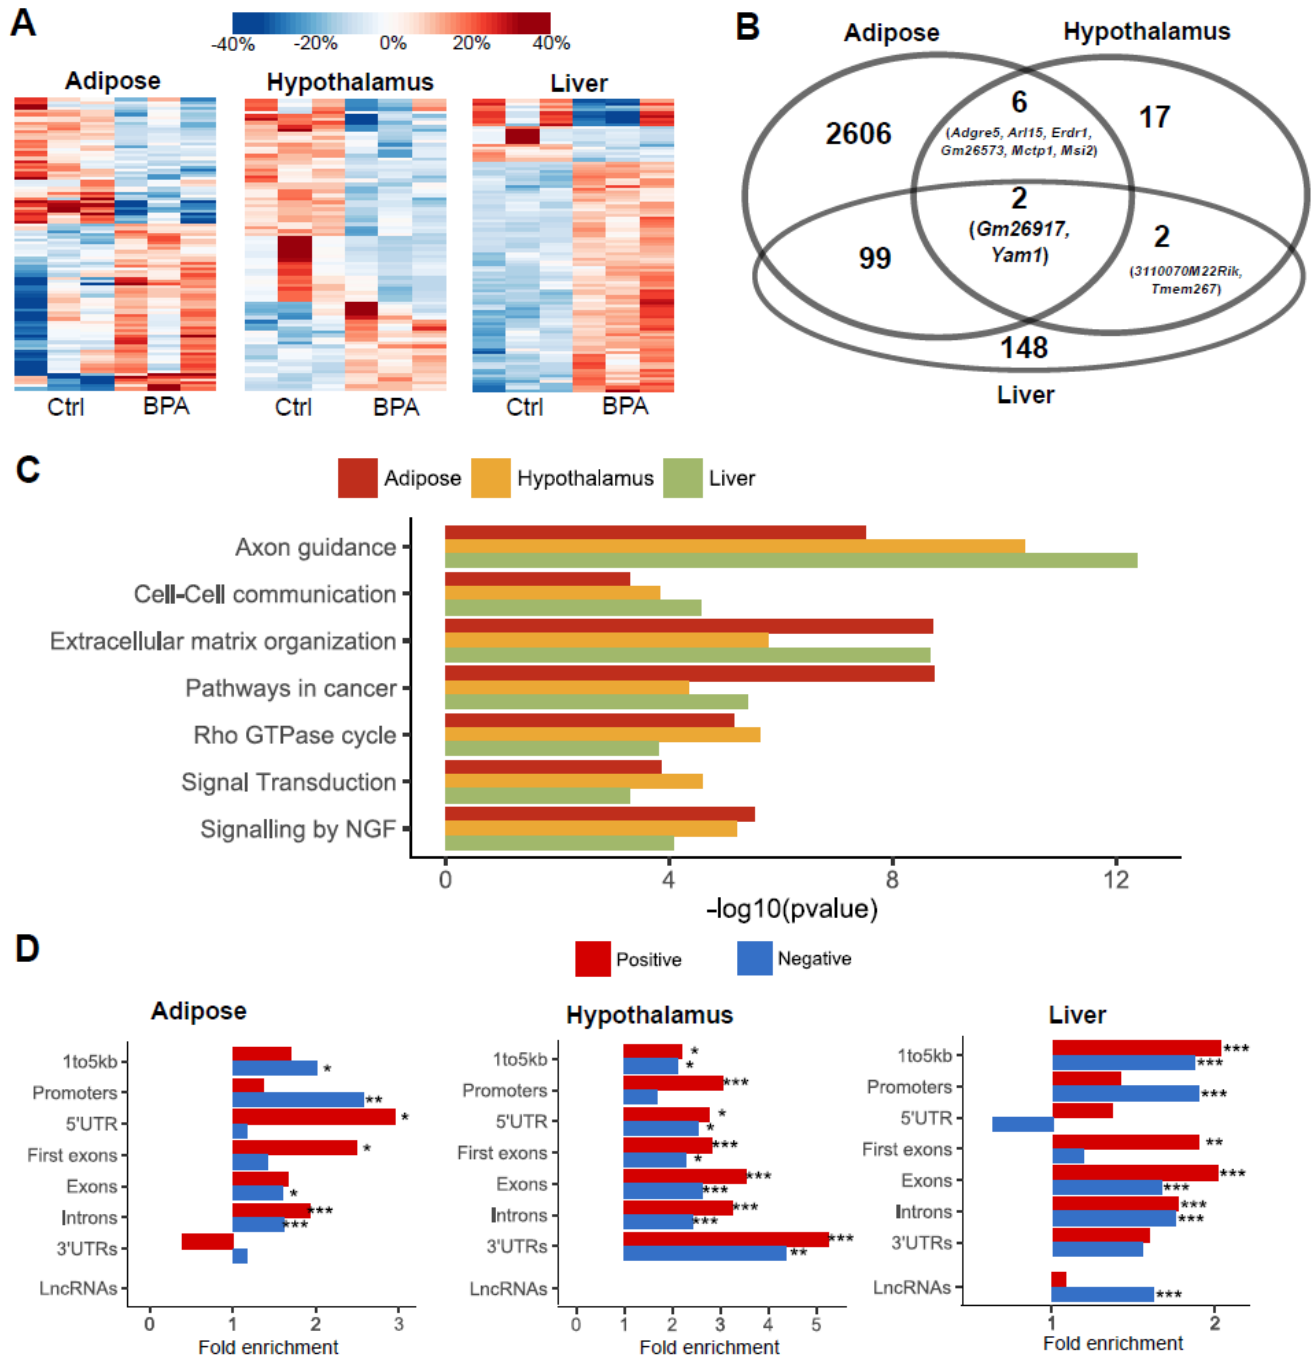 A
-40% -20% 0% 20% 40%
Adipose Hypothalamus Liver
Ctrl BPA Ctrl BPA Ctrl BPA
B
Adipose Hypothalamus
6
(Adgre5, Arl15, Erdr1,
Gm26573, Mctp1, Msi2)
2606
17
2
(Gm26917,
Yam1)
99
2
(3110070M22Rik,
Tmem267)
148
Liver
C
Adipose Hypothalamus Liver
Axon guidance
Cell-Cell communication
Extracellular matrix organization
Pathways in cancer
Rho GTPase cycle
Signal Transduction
Signalling by NGF
0 4 8 12
-log10(pvalue)
D
Positive Negative
Adipose
1to5kb
*
Promoters
**
5'UTR
*
First exons
*
Exons
*
Introns
***
***
3'UTRs
LncRNAs
0 1 2 3
Fold enrichment
Hypothalamus
1to5kb
*
*
Promoters
***
5'UTR
*
*
First exons
***
*
Exons
***
***
Introns
***
***
3'UTRs
***
**
LncRNAs
0 1 2 3 4 5
Fold enrichment
Liver
1to5kb
***
***
Promoters
***
5'UTR
First exons
**
Exons
***
***
Introns
***
***
3'UTRs
LncRNAs
***
1 2
Fold enrichment